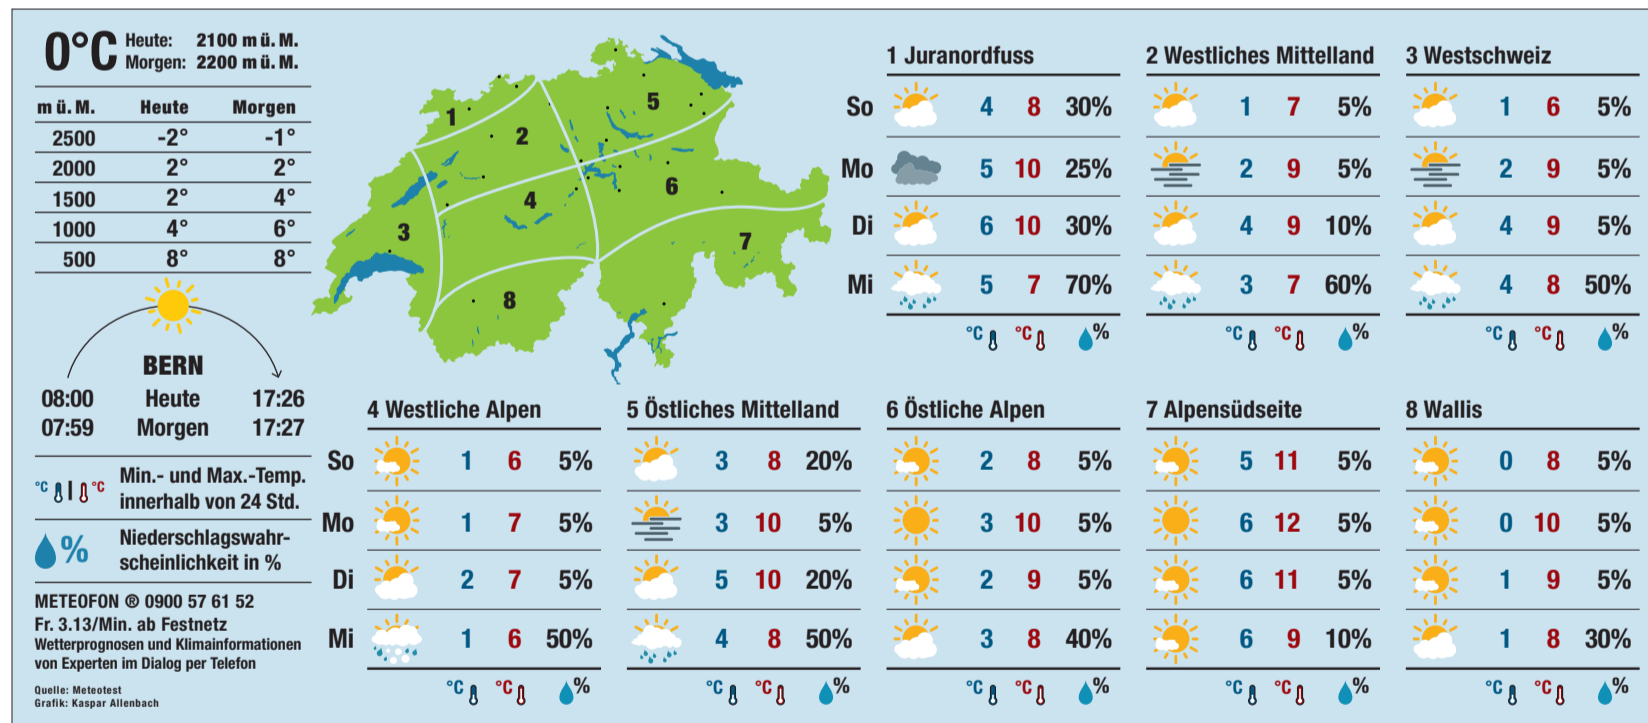 0°C
Heute: 2100 m ü. M.
Morgen: 2200 m ü. M.
m ü. M. Heute Morgen
2500 -2° -1°
2000 2° 2°
1500 2° 4°
1000 4° 6°
500 8° 8°
BERN
08:00 Heute 17:26
07:59 Morgen 17:27
°C | °C Min.- und Max.-Temp.
innerhalb von 24 Std.
% Niederschlagswahr-
scheinlichkeit in %
METEOFON ® 0900 57 61 52
Fr. 3.13/Min. ab Festnetz
Wetterprognosen und Klimainformationen
von Experten im Dialog per Telefon
Quelle: Meteotest
Grafik: Kaspar Allenbach
1
2
3
4
5
6
7
8
1 Juranordfuss
So 4 8 30%
Mo 5 10 25%
Di 6 10 30%
Mi 5 7 70%
°C °C %
2 Westliches Mittelland
1 7 5%
2 9 5%
4 9 10%
3 7 60%
°C °C %
3 Westschweiz
1 6 5%
2 9 5%
4 9 5%
4 8 50%
°C °C %
4 Westliche Alpen
So 1 6 5%
Mo 1 7 5%
Di 2 7 5%
Mi 1 6 50%
°C °C %
5 Östliches Mittelland
3 8 20%
3 10 5%
5 10 20%
4 8 50%
°C °C %
6 Östliche Alpen
2 8 5%
3 10 5%
2 9 5%
3 8 40%
°C °C %
7 Alpensüdseite
5 11 5%
6 12 5%
6 11 5%
6 9 10%
°C °C %
8 Wallis
0 8 5%
0 10 5%
1 9 5%
1 8 30%
°C °C %